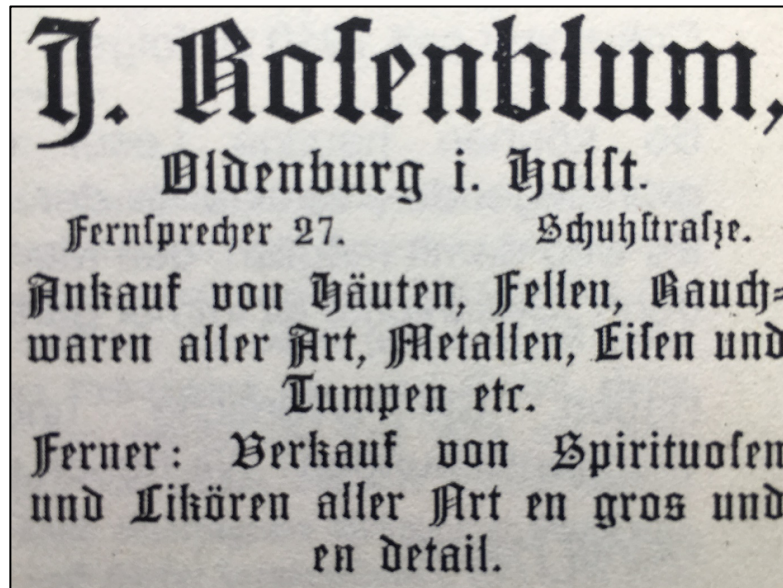 J. Rosenblum,
Oldenburg i. Holst.
Fernsprecher 27. Schuhstrasze.
Ankauf von Häuten, Fellen, Rauch-
waren aller Art, Metallen, Eisen und
Lumpen etc.
Ferner: Verkauf von Spirituosen
und Likören aller Art en gros und
en detail.